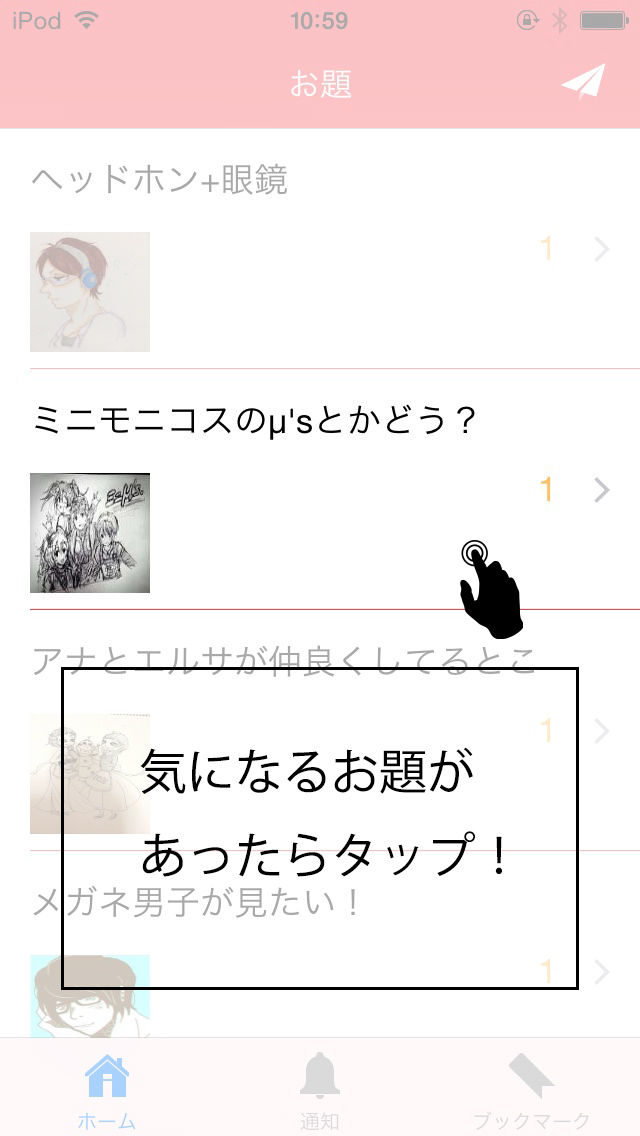 iPod 10:59
お題
ヘッドホン+眼鏡
1
ミニモニコスのμ'sとかどう？
1
アナとエルサが仲良くしてるとこ
1
気になるお題が
あったらタップ！
メガネ男子が見たい！
1
ホーム 通知 ブックマーク